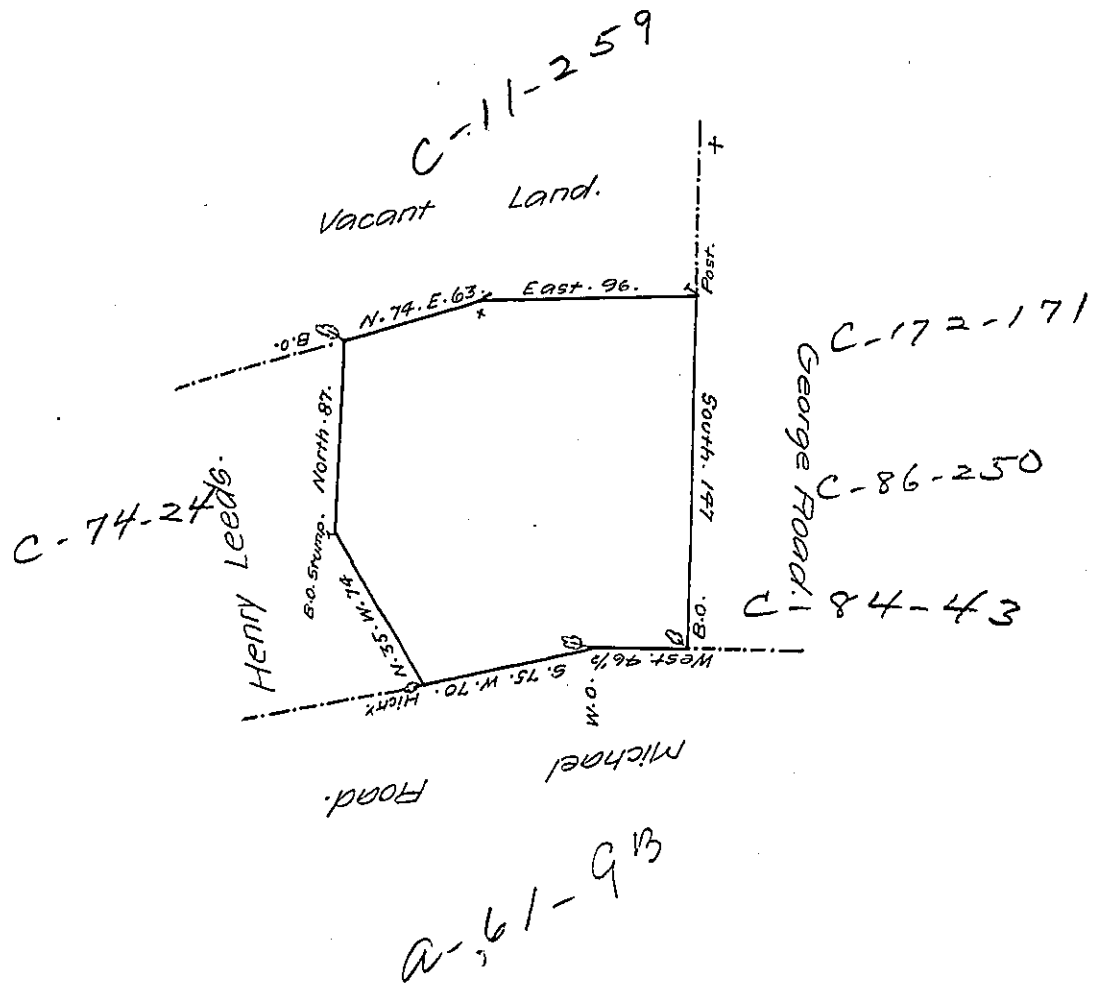 C-11-259
Vacant Land.
Post.
N.74.E.63.
East. 96.
B.O.
C-172-171
George Road.
North.87.
South. 147
C-86-250
C-74-24
Henry Leeds.
B.O. Stump.
N.35.W.74
B.O.
C-84-43
West.46½
S.75.W.70.
Hick'y.
W.O.
Michael
Road.
A-61-93